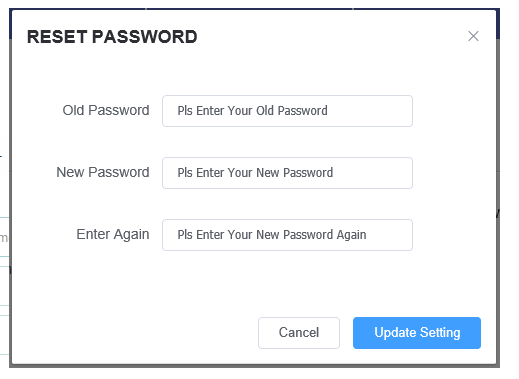 RESET PASSWORD
Old Password Pls Enter Your Old Password
New Password Pls Enter Your New Password
Enter Again Pls Enter Your New Password Again
Cancel Update Setting